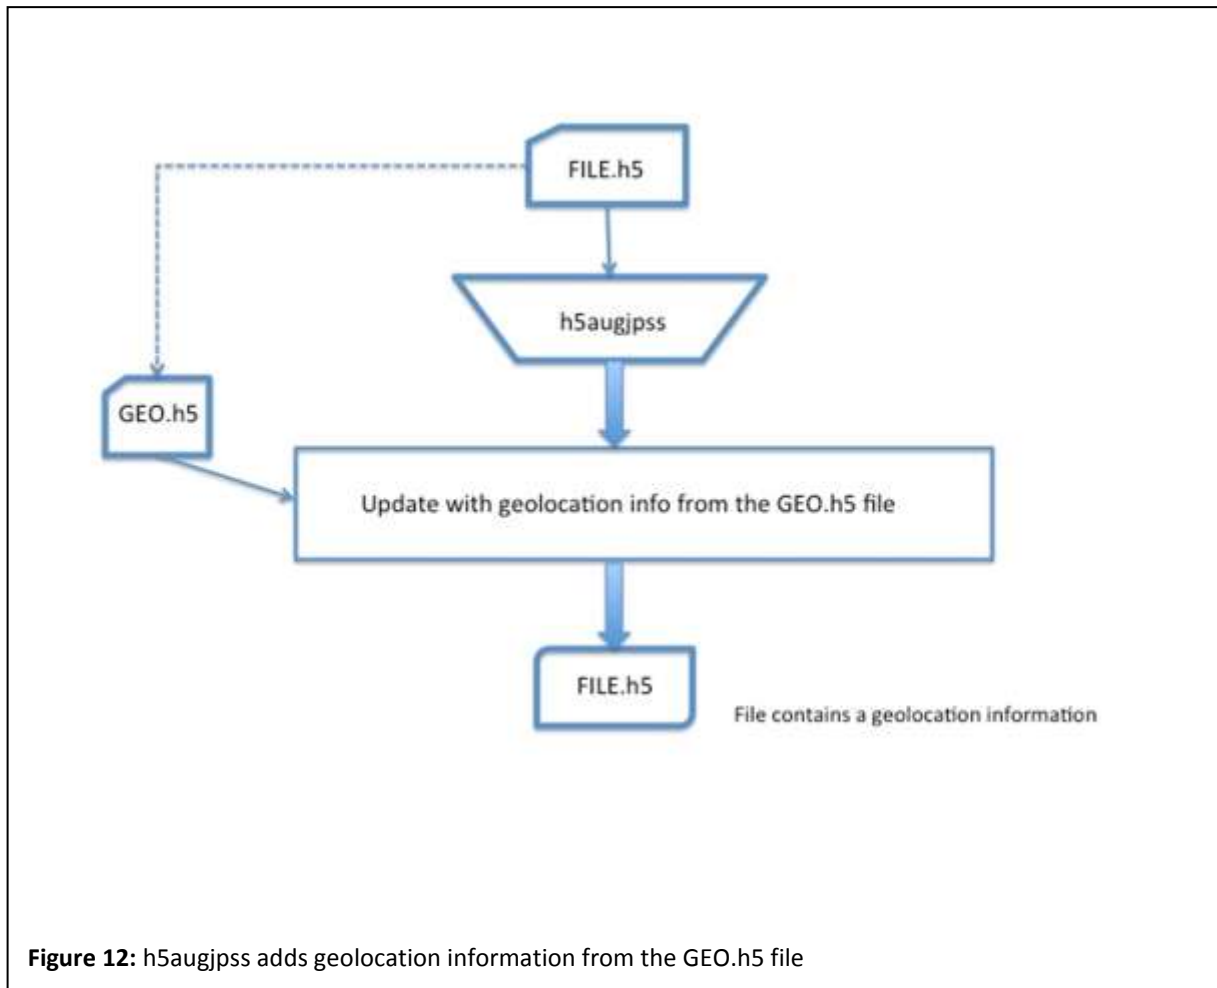 FILE.h5
h5augjpss
GEO.h5
Update with geolocation info from the GEO.h5 file
FILE.h5
File contains a geolocation information
Figure 12: h5augjpss adds geolocation information from the GEO.h5 file